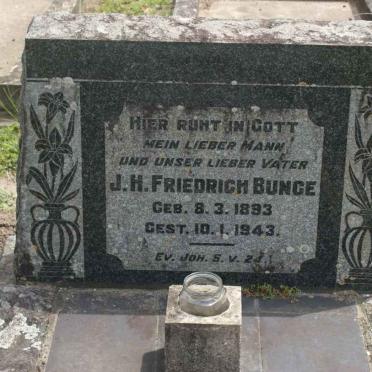 HIER RUHT IN GOTT
MEIN LIEBER MANN
UND UNSER LIEBER VATER
J.H. FRIEDRICH BUNGE
GEB. 8.3.1893
GEST. 10.1.1943.
EV. JOH. 5. V. 24.